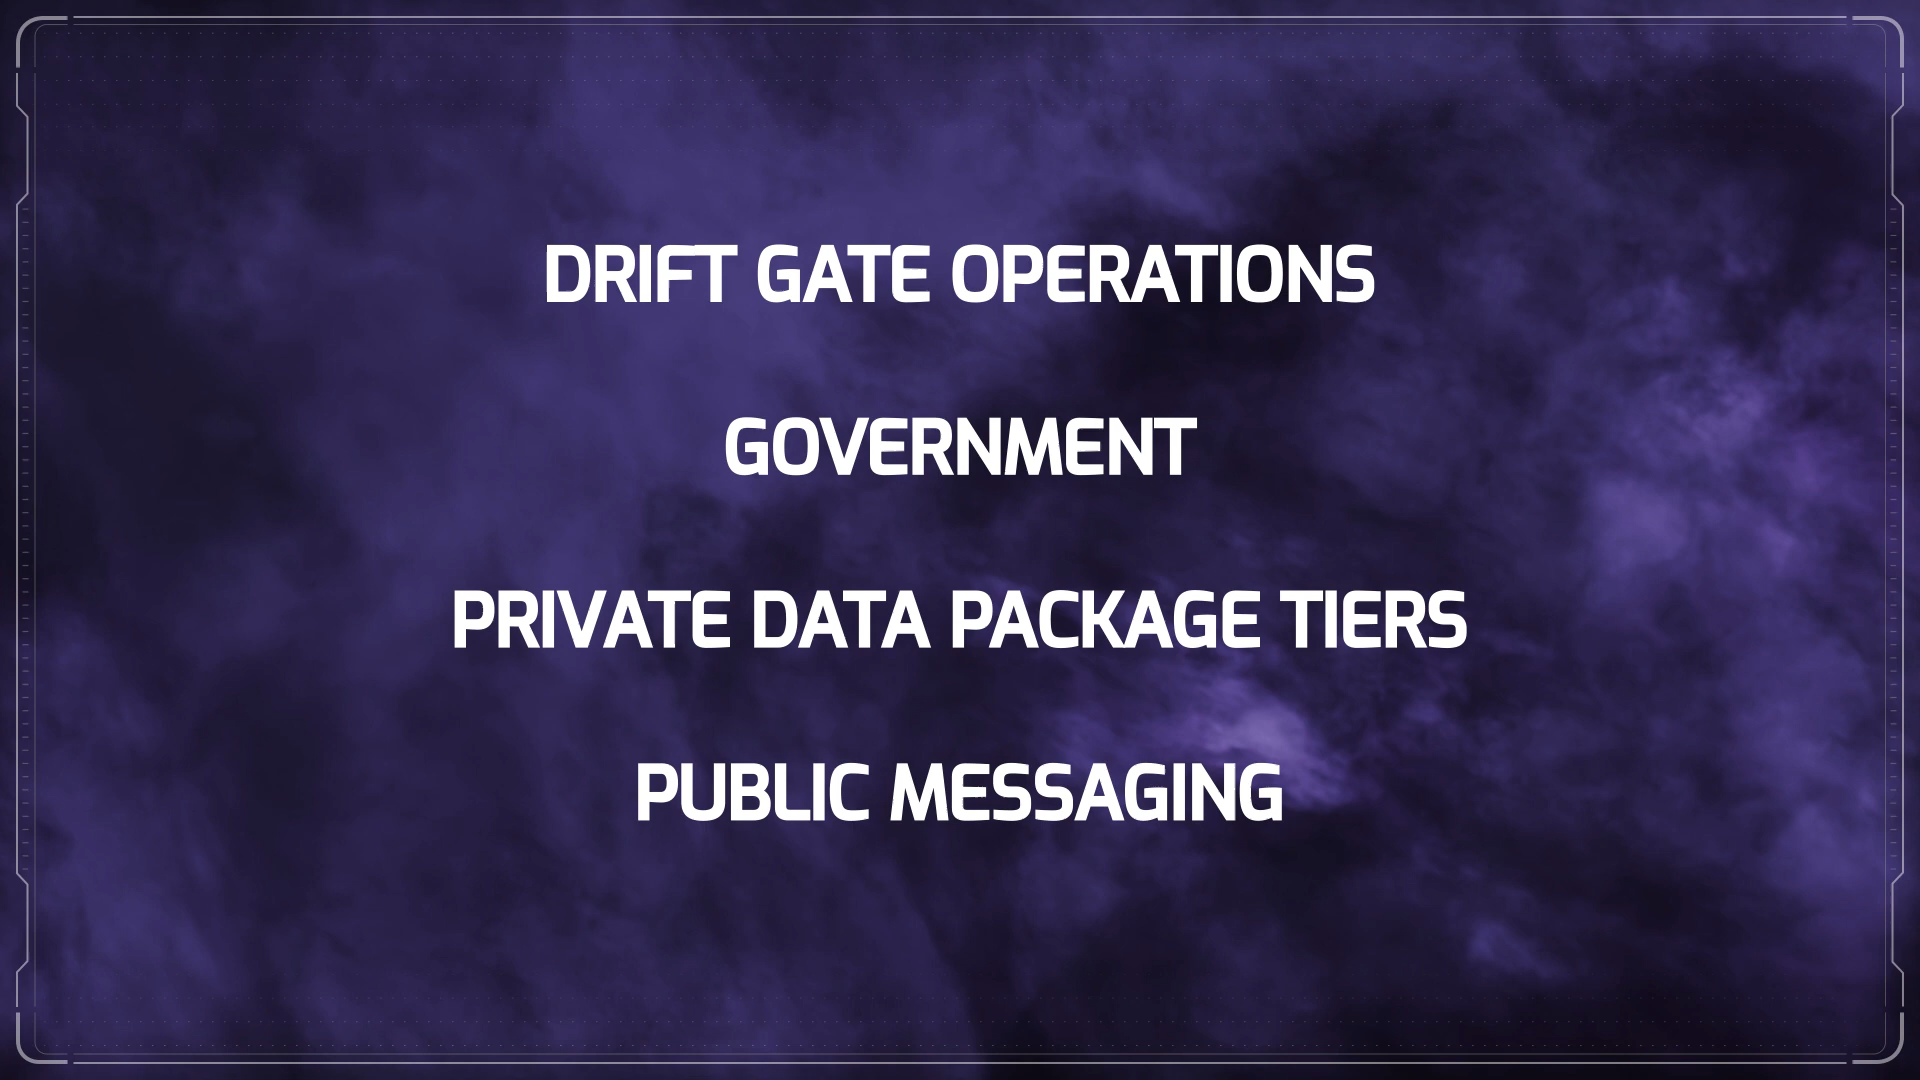 DRIFT GATE OPERATIONS
GOVERNMENT
PRIVATE DATA PACKAGE TIERS
PUBLIC MESSAGING